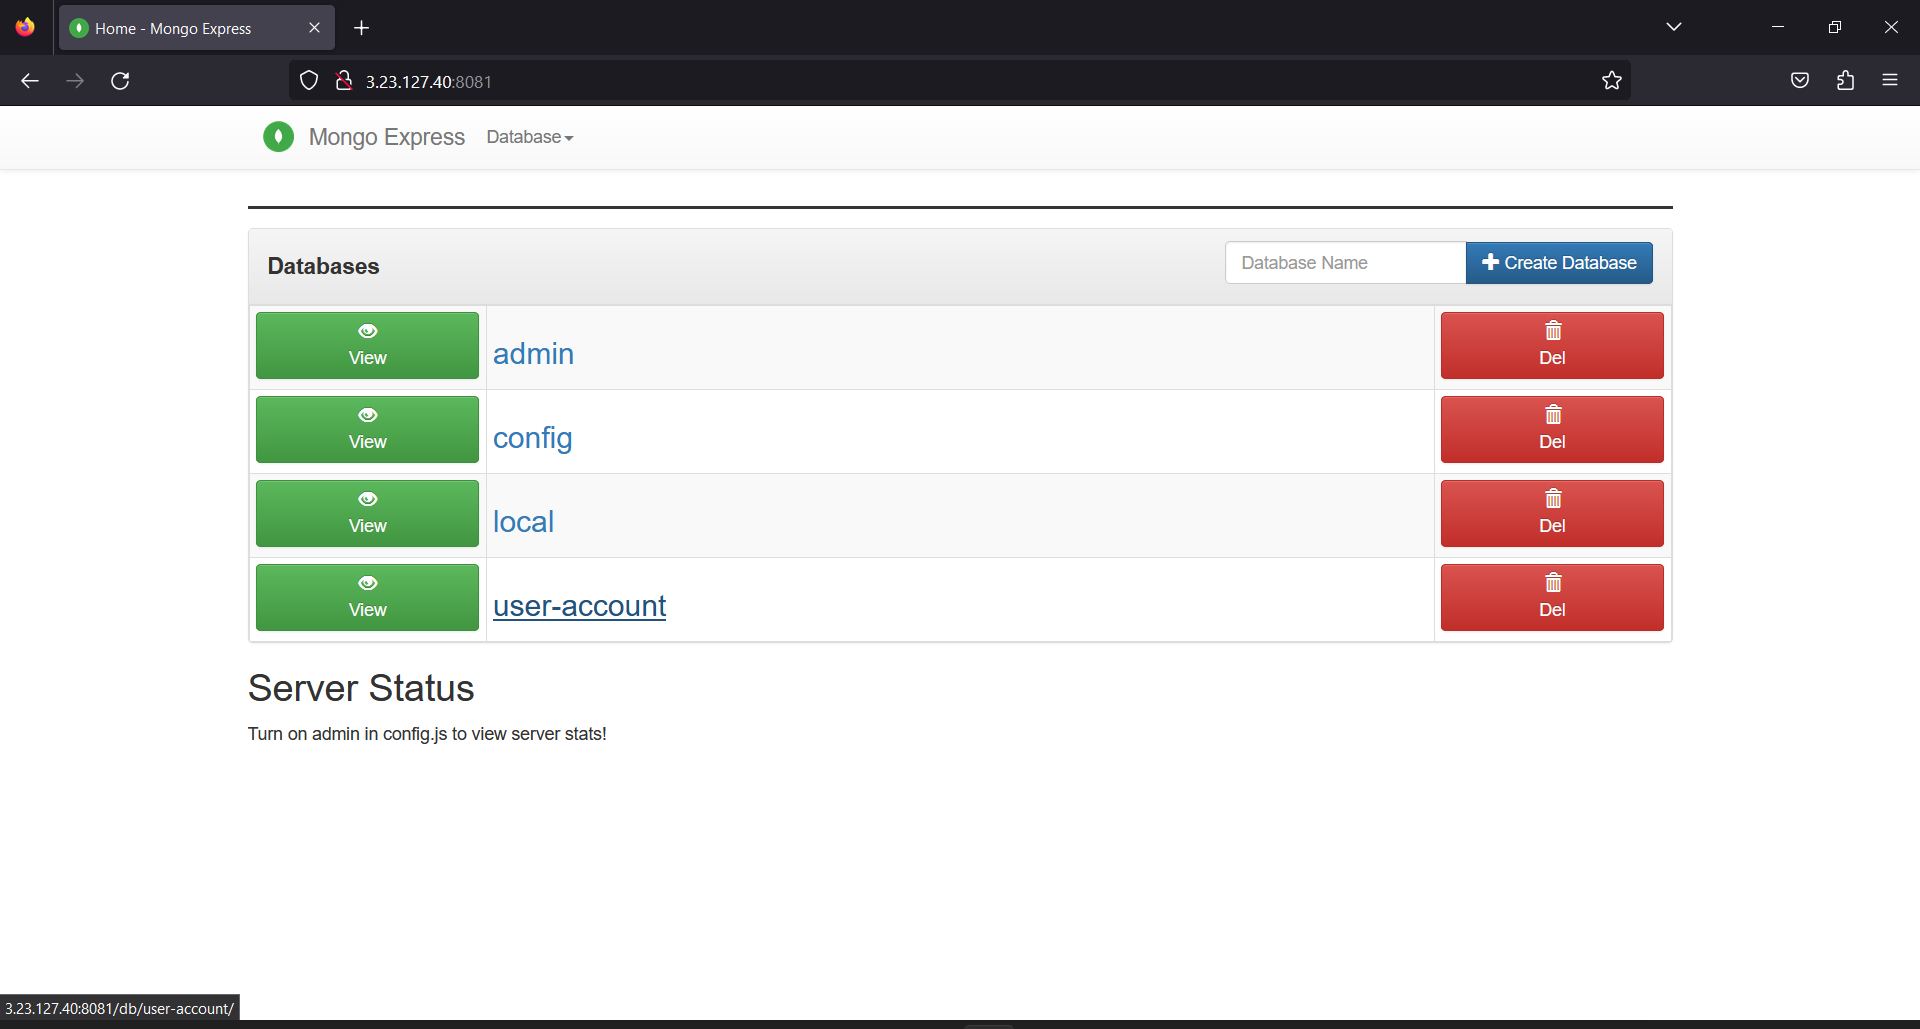 Home - Mongo Express
3.23.127.40:8081
Mongo Express Database
Databases
Database Name
Create Database
View admin Del
View config Del
View local Del
View user-account Del
Server Status
Turn on admin in config.js to view server stats!
3.23.127.40:8081/db/user-account/